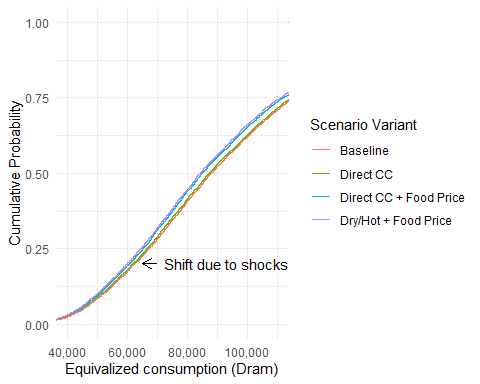 1.00
0.75
0.50
0.25
0.00
Cumulative Probability
Shift due to shocks
40,000 60,000 80,000 100,000
Equivalized consumption (Dram)
Scenario Variant
Baseline
Direct CC
Direct CC + Food Price
Dry/Hot + Food Price